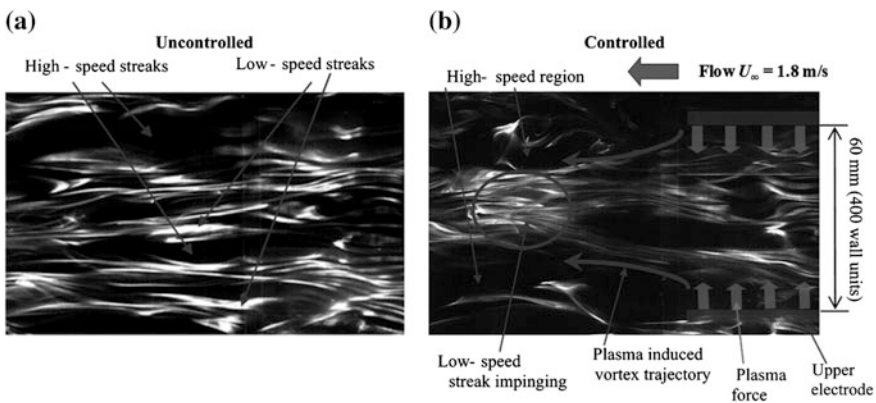 (a)
Uncontrolled
High - speed streaks
Low - speed streaks
(b)
Controlled
High- speed region
Flow U∞ = 1.8 m/s
60 mm (400 wall units)
Low- speed
streak impinging
Plasma induced
vortex trajectory
Plasma
force
Upper
electrode